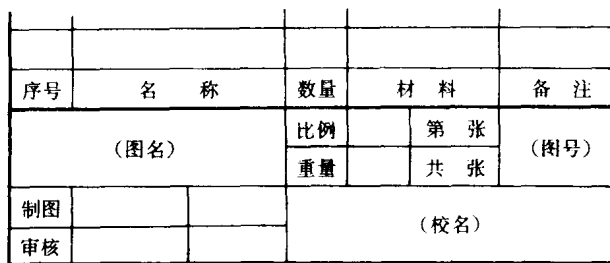 序号 名 称 数量 材 料 备 注
(图名) 比例 第 张 (图号)
重量 共 张
制图 (校名)
审核